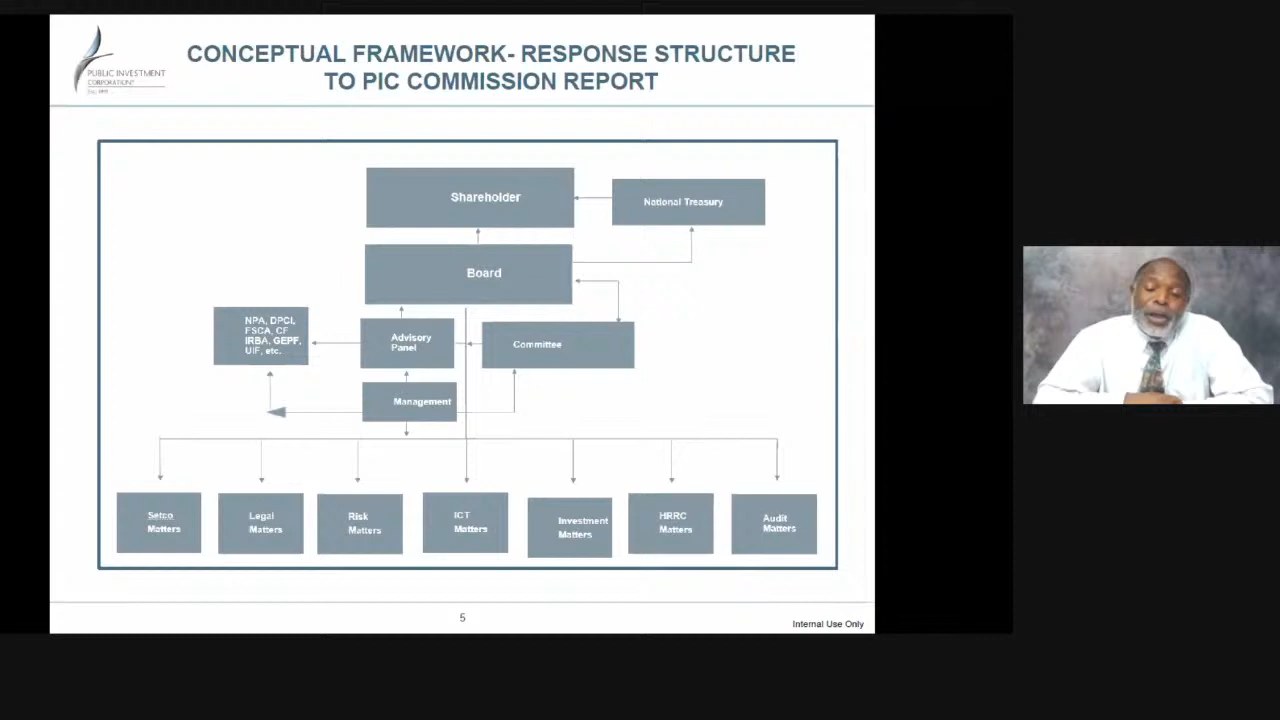 PUBLIC INVESTMENT
CORPORATION®
CONCEPTUAL FRAMEWORK- RESPONSE STRUCTURE
TO PIC COMMISSION REPORT
Shareholder
National Treasury
Board
NPA, DPCI,
FSCA, CF
IRBA, GEPF,
UIF, etc.
Advisory
Panel
Committee
Management
Setco
Matters
Legal
Matters
Risk
Matters
ICT
Matters
Investment
Matters
HRRC
Matters
Audit
Matters
5
Internal Use Only